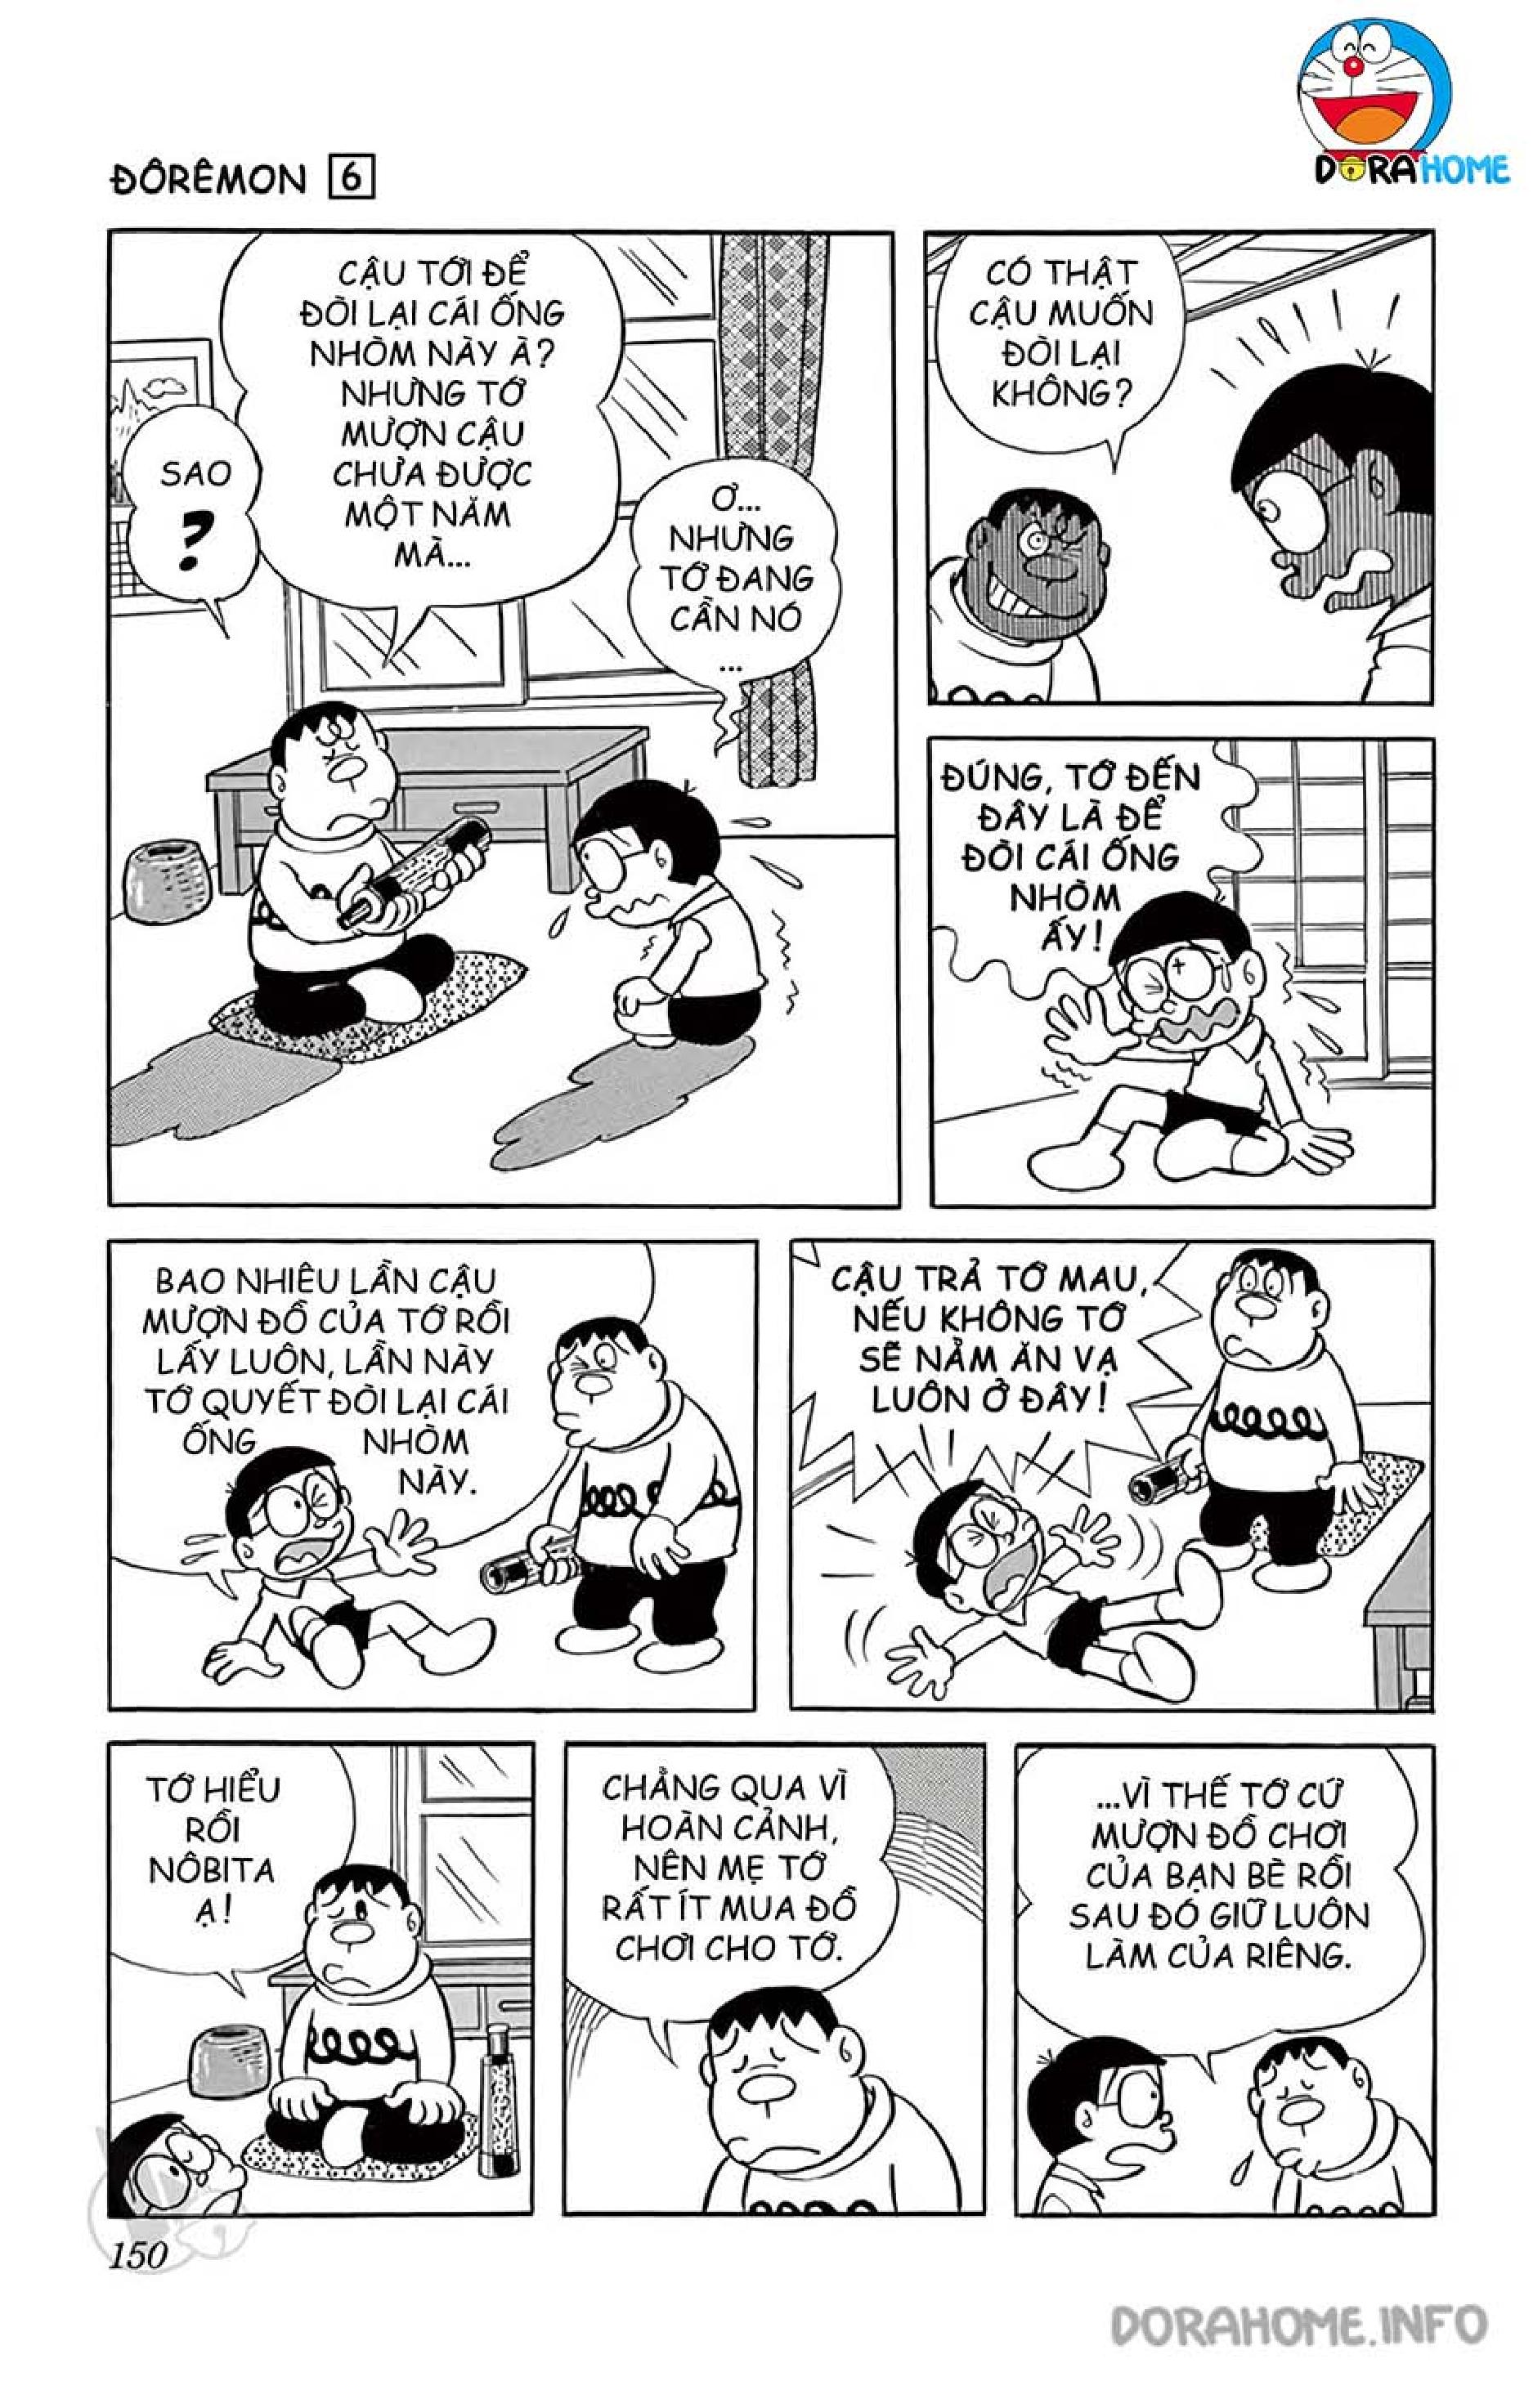 DORAHOME
ĐÔRÊMON 6
CẬU TỚI ĐỂ
ĐÒI LẠI CÁI ỐNG
NHÒM NÀY À?
NHƯNG TỚ
MƯỢN CẬU
CHƯA ĐƯỢC
MỘT NĂM
MÀ...
SAO
?
Ơ...
NHƯNG
TỚ ĐANG
CẦN NÓ
...
CÓ THẬT
CẬU MUỐN
ĐÒI LẠI
KHÔNG?
ĐÚNG, TỚ ĐẾN
ĐÂY LÀ ĐỂ
ĐÒI CÁI ỐNG
NHÒM
ẤY!
BAO NHIÊU LẦN CẬU
MƯỢN ĐỒ CỦA TỚ RỒI
LẤY LUÔN, LẦN NÀY
TỚ QUYẾT ĐÒI LẠI CÁI
ỐNG NHÒM
NÀY.
CẬU TRẢ TỚ MAU,
NẾU KHÔNG TỚ
SẼ NẰM ĂN VẠ
LUÔN Ở ĐÂY!
TỚ HIỂU
RỒI
NÔBITA
Ạ!
CHẲNG QUA VÌ
HOÀN CẢNH,
NÊN MẸ TỚ
RẤT ÍT MUA ĐỒ
CHƠI CHO TỚ.
...VÌ THẾ TỚ CỨ
MƯỢN ĐỒ CHƠI
CỦA BẠN BÈ RỒI
SAU ĐÓ GIỮ LUÔN
LÀM CỦA RIÊNG.
150
DORAHOME.INFO